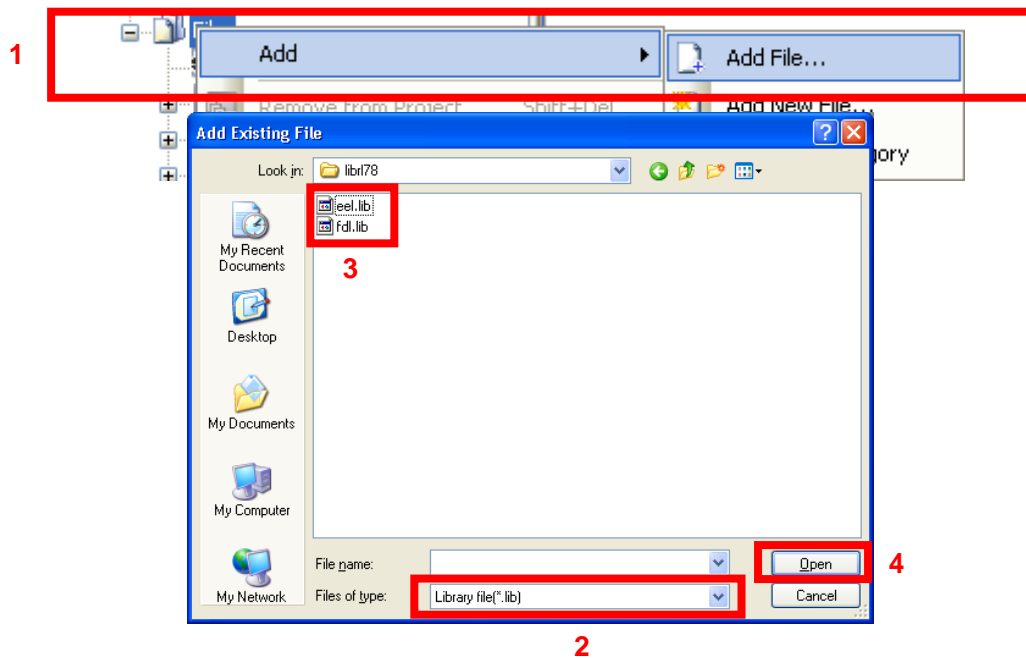 1
Add
Add File...
Remove from Project Shift+Del
Add New File...
Add Existing File
Look in: librl78
eel.lib
fdl.lib
My Recent
Documents
3
Desktop
My Documents
My Computer
My Network
File name:
Open
4
Files of type: Library file(*.lib)
Cancel
2